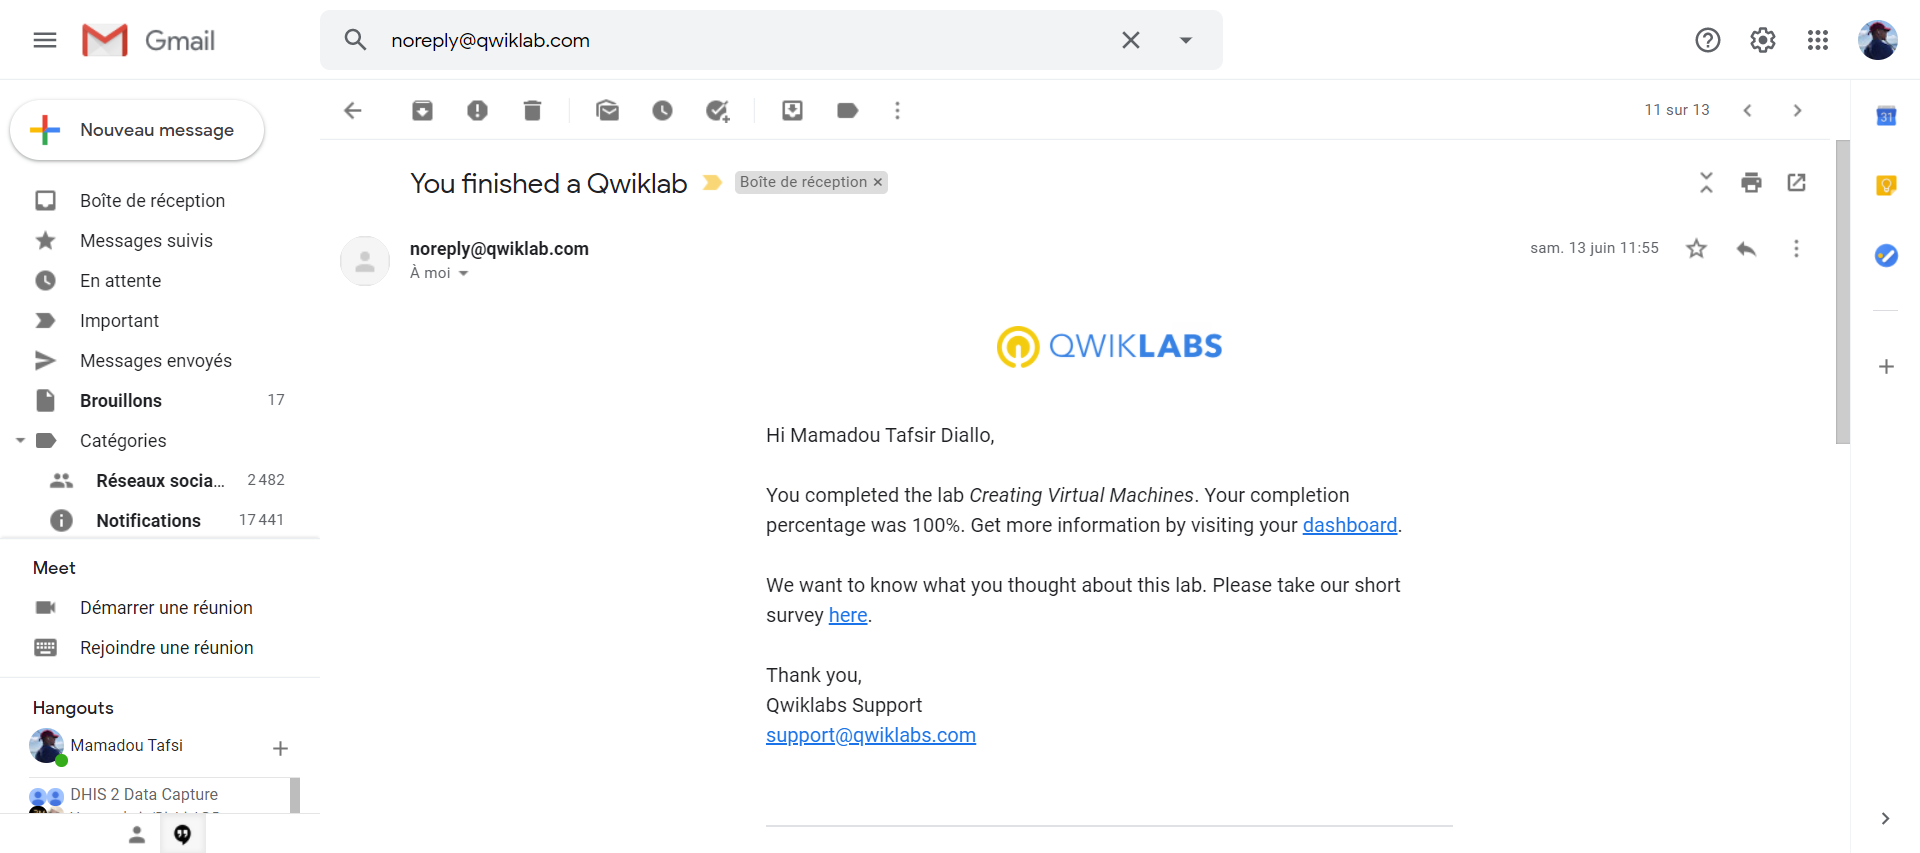 Gmail
noreply@qwiklab.com
Nouveau message
11 sur 13
Boîte de réception
Messages suivis
En attente
Important
Messages envoyés
Brouillons 17
Catégories
Réseaux socia... 2 482
Notifications 17 441
Meet
Démarrer une réunion
Rejoindre une réunion
Hangouts
Mamadou Tafsi
DHIS 2 Data Capture
You finished a Qwiklab Boîte de réception
noreply@qwiklab.com sam. 13 juin 11:55
À moi
QWIKLABS
Hi Mamadou Tafsir Diallo,
You completed the lab Creating Virtual Machines. Your completion
percentage was 100%. Get more information by visiting your dashboard.
We want to know what you thought about this lab. Please take our short
survey here.
Thank you,
Qwiklabs Support
support@qwiklabs.com
31